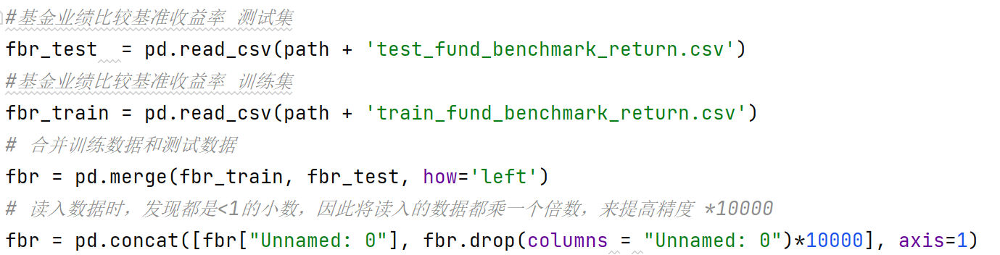 #基金业绩比较基准收益率 测试集
fbr_test  = pd.read_csv(path + 'test_fund_benchmark_return.csv')
#基金业绩比较基准收益率 训练集
fbr_train = pd.read_csv(path + 'train_fund_benchmark_return.csv')
# 合并训练数据和测试数据
fbr = pd.merge(fbr_train, fbr_test, how='left')
# 读入数据时，发现都是<1的小数，因此将读入的数据都乘一个倍数，来提高精度 *10000
fbr = pd.concat([fbr["Unnamed: 0"], fbr.drop(columns = "Unnamed: 0")*10000], axis=1)